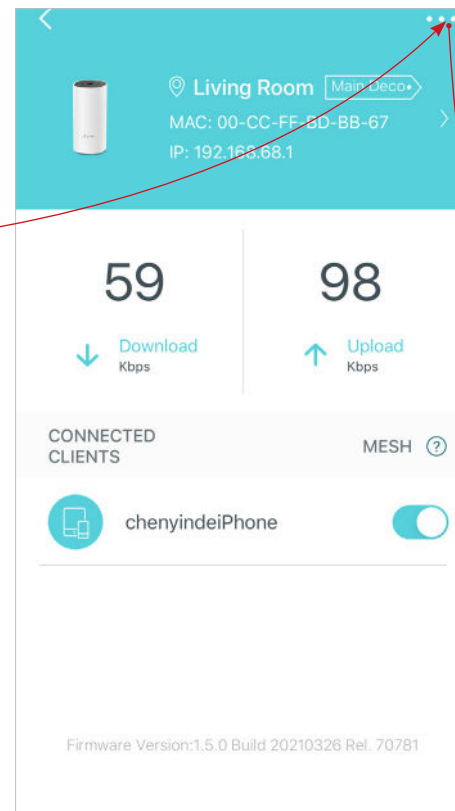 Living Room Main Deco
MAC: 00-CC-FF-BD-BB-67
IP: 192.168.68.1
59
98
Download
Kbps
Upload
Kbps
CONNECTED
CLIENTS
MESH ?
chenyindeiPhone
Firmware Version:1.5.0 Build 20210326 Rel. 70781